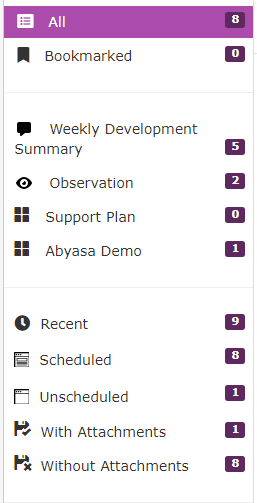 All 8
Bookmarked 0
Weekly Development
Summary 5
Observation 2
Support Plan 0
Abyasa Demo 1
Recent 9
Scheduled 8
Unscheduled 1
With Attachments 1
Without Attachments 8